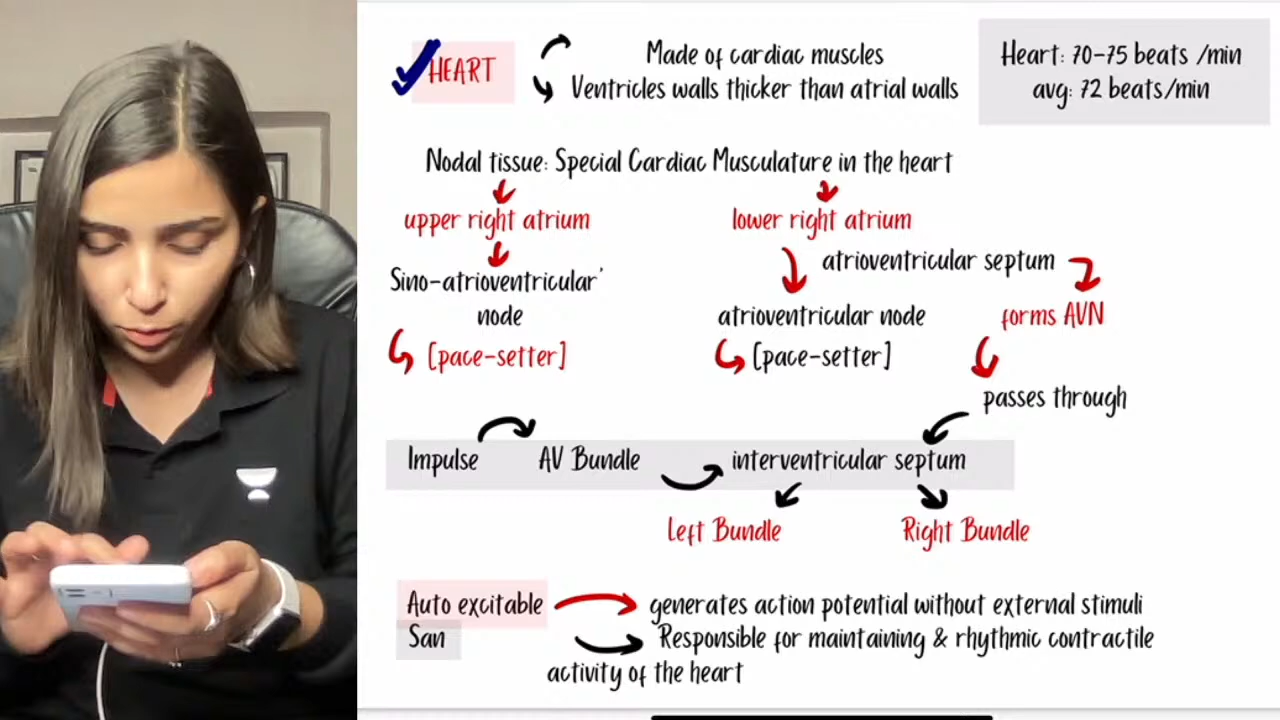 HEART
Made of cardiac muscles
Ventricles walls thicker than atrial walls
Heart: 70-75 beats /min
avg: 72 beats/min
Nodal tissue: Special Cardiac Musculature in the heart
upper right atrium
lower right atrium
Sino-atrioventricular'
node
[pace-setter]
atrioventricular septum
atrioventricular node
[pace-setter]
forms AVN
passes through
Impulse AV Bundle interventricular septum
Left Bundle Right Bundle
Auto excitable generates action potential without external stimuli
San Responsible for maintaining & rhythmic contractile
activity of the heart